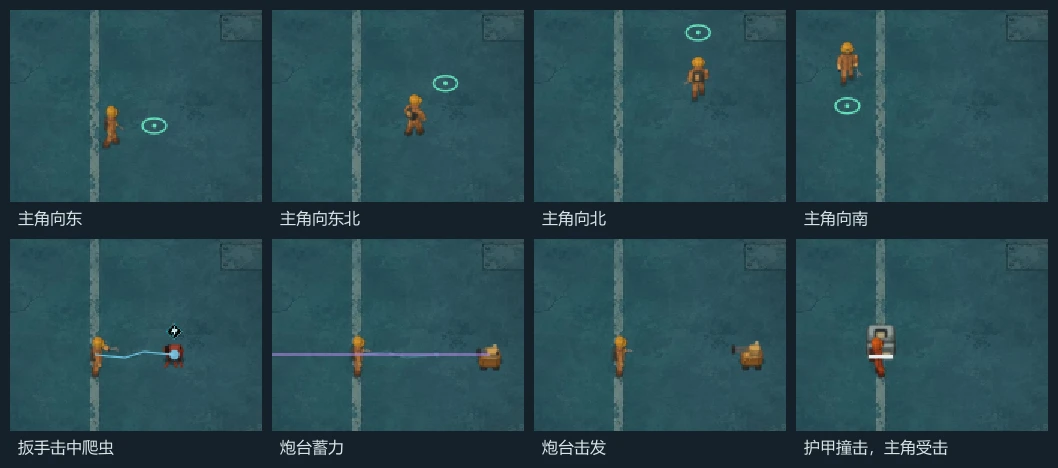 主角向东
主角向东北
主角向北
主角向南
扳手击中爬虫
炮台蓄力
炮台击发
护甲撞击，主角受击